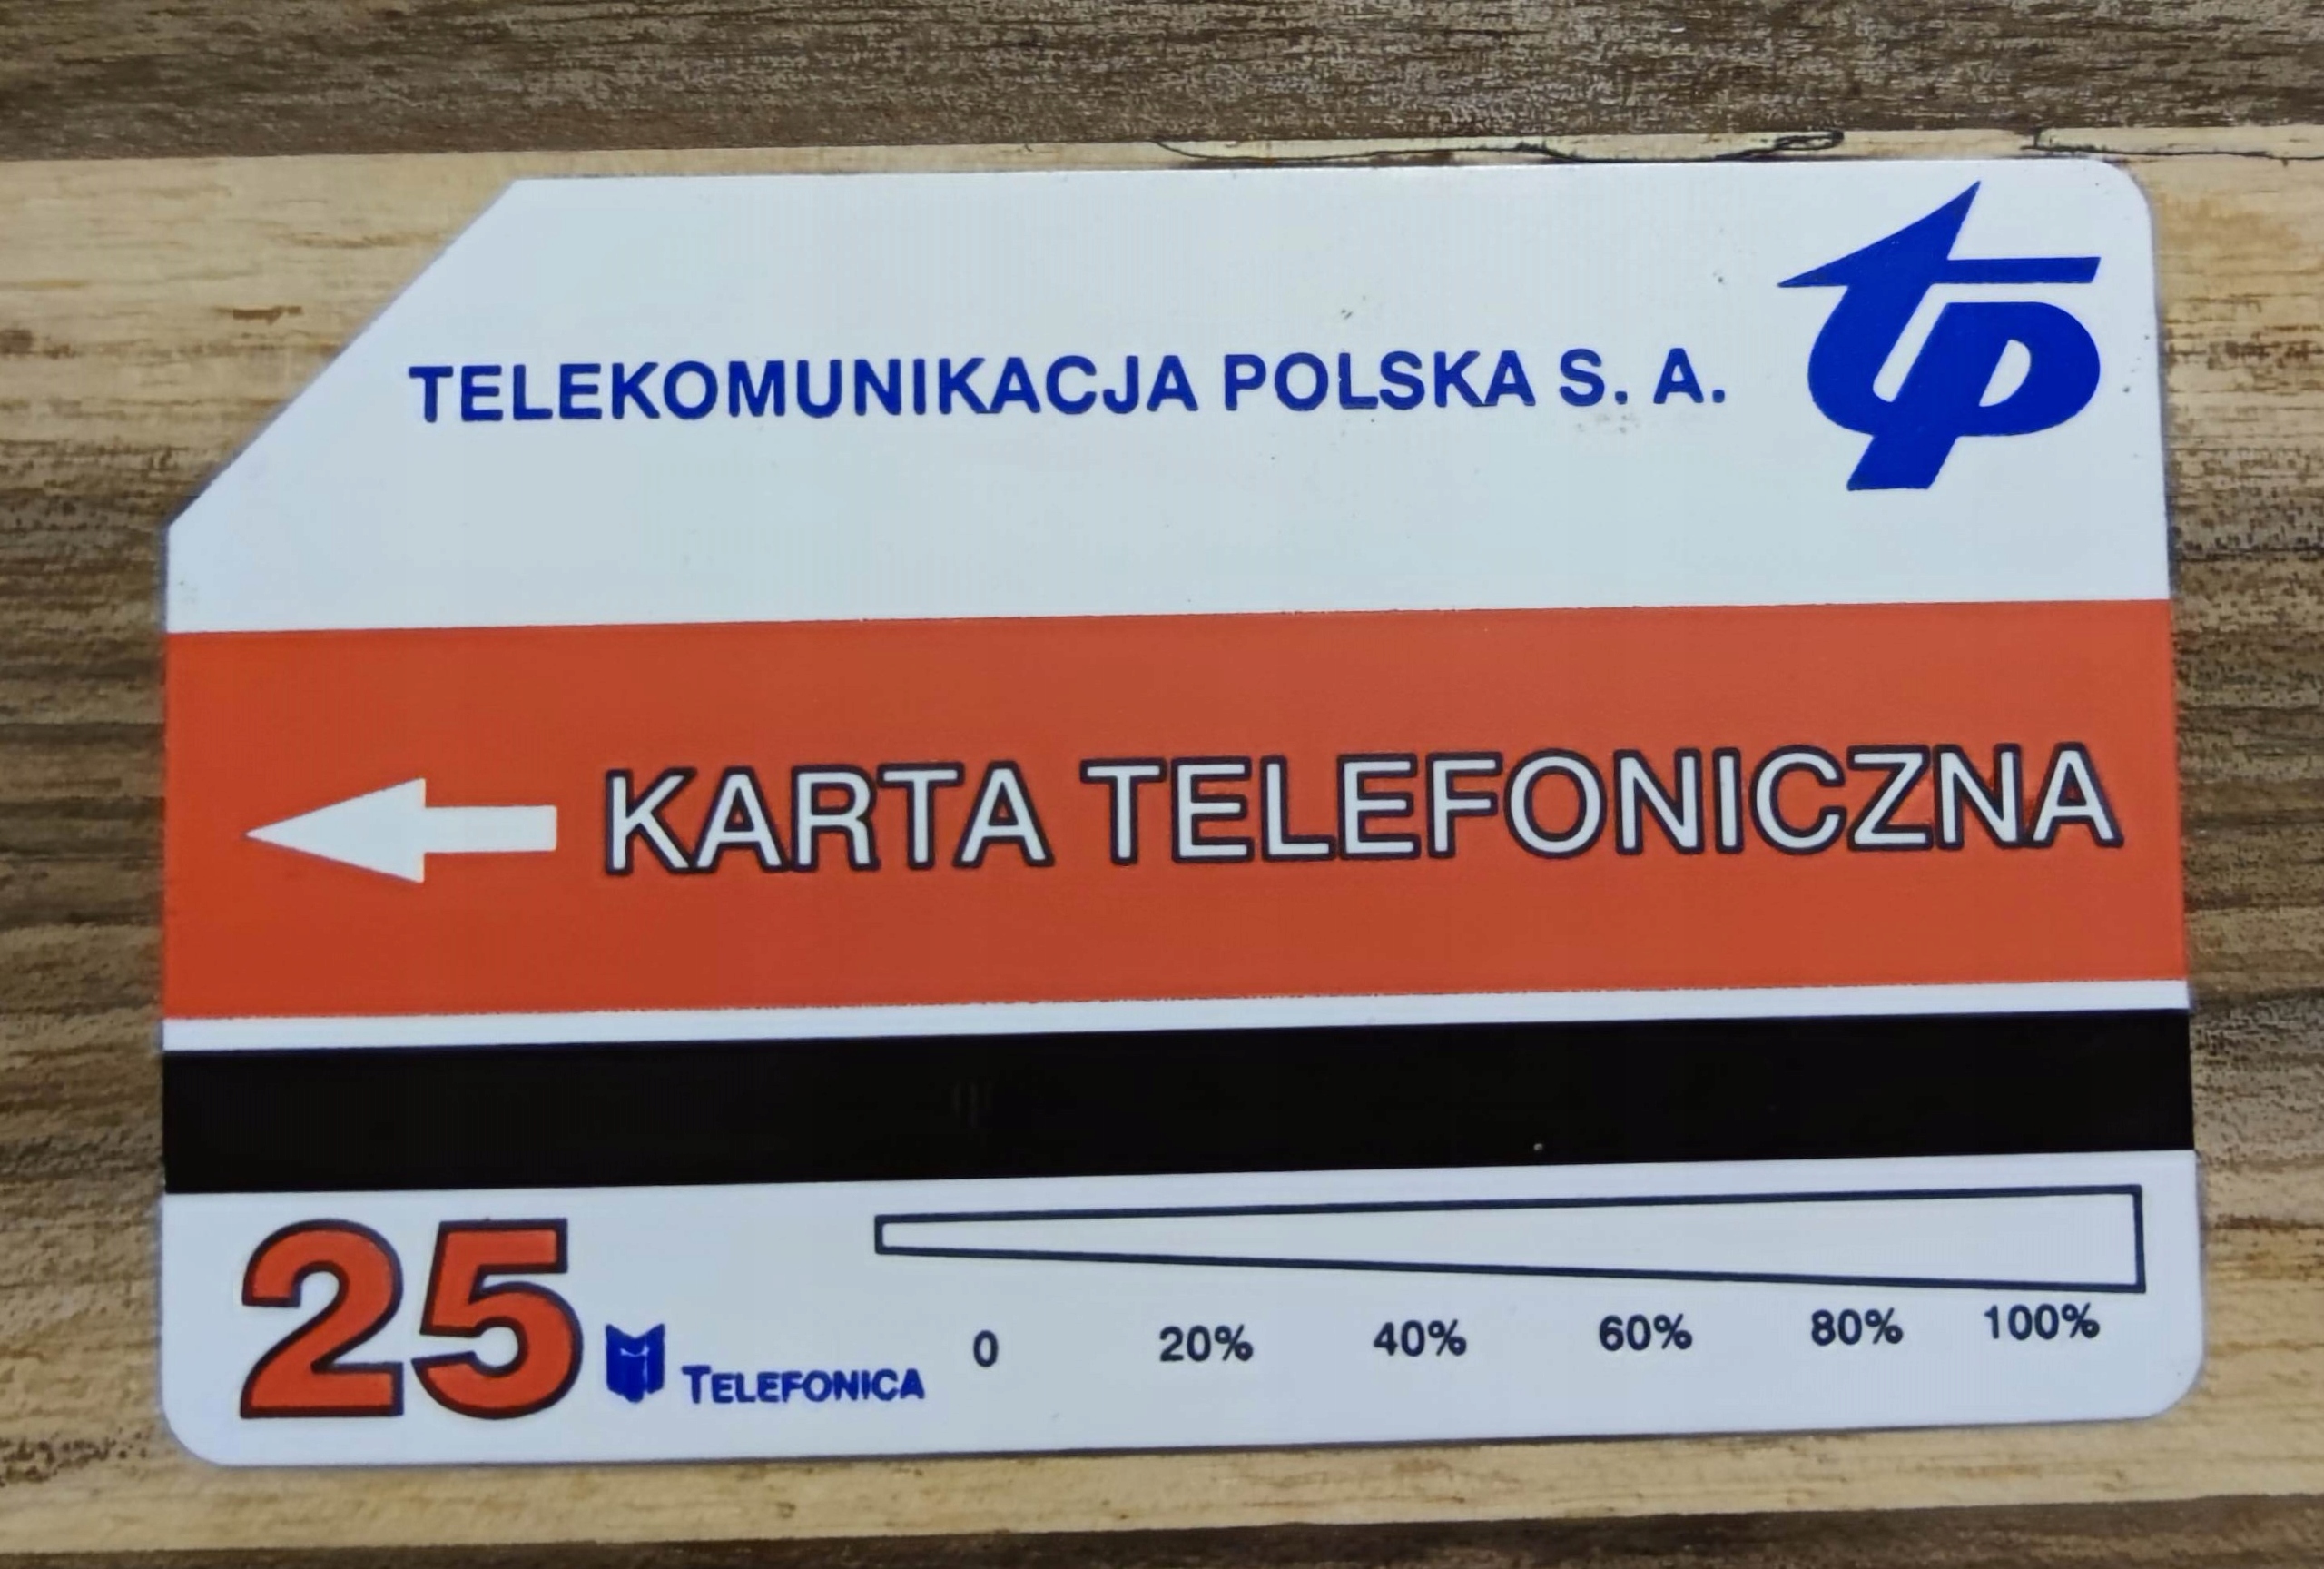 TELEKOMUNIKACJA POLSKA S. A.
tp
KARTA TELEFONICZNA
25
TELEFONICA
0 20% 40% 60% 80% 100%